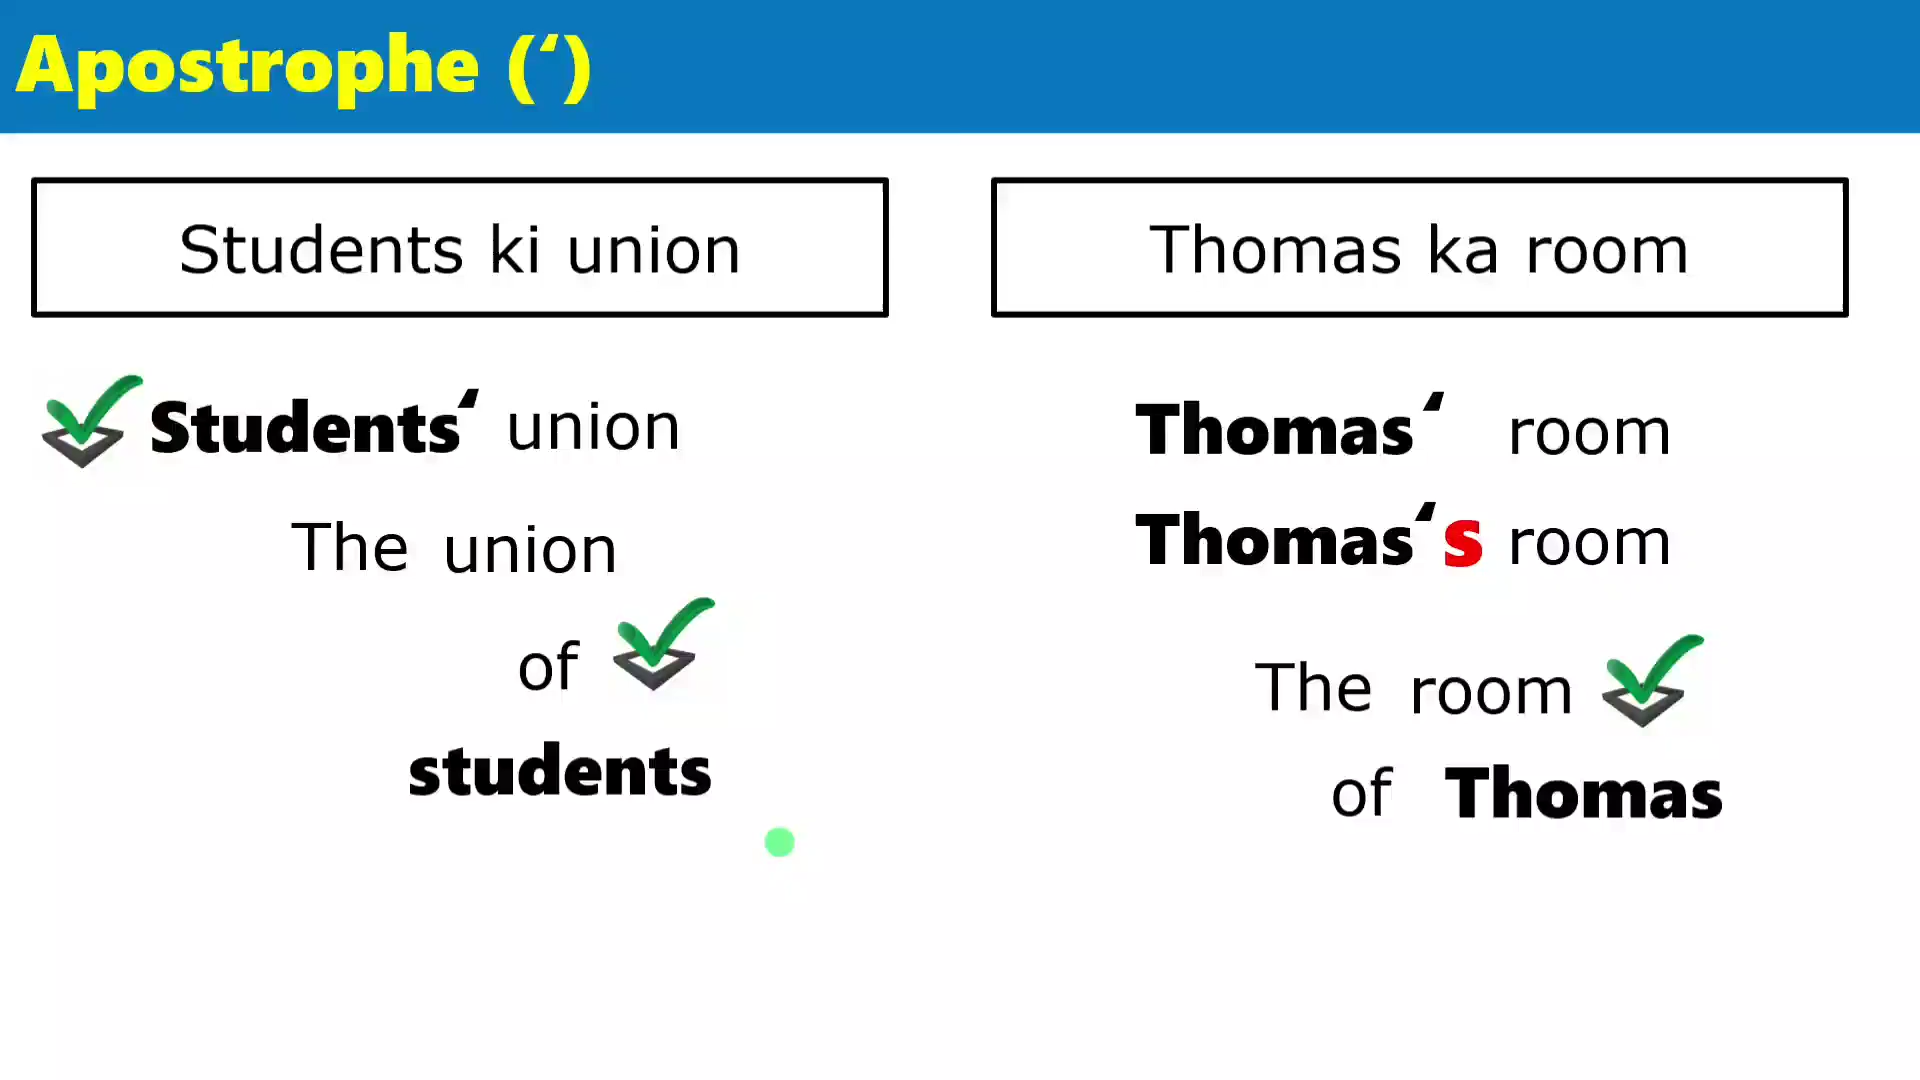 Apostrophe (‘)
Students ki union
Students‘ union
The union
of
students
Thomas ka room
Thomas‘ room
Thomas‘s room
The room
of Thomas